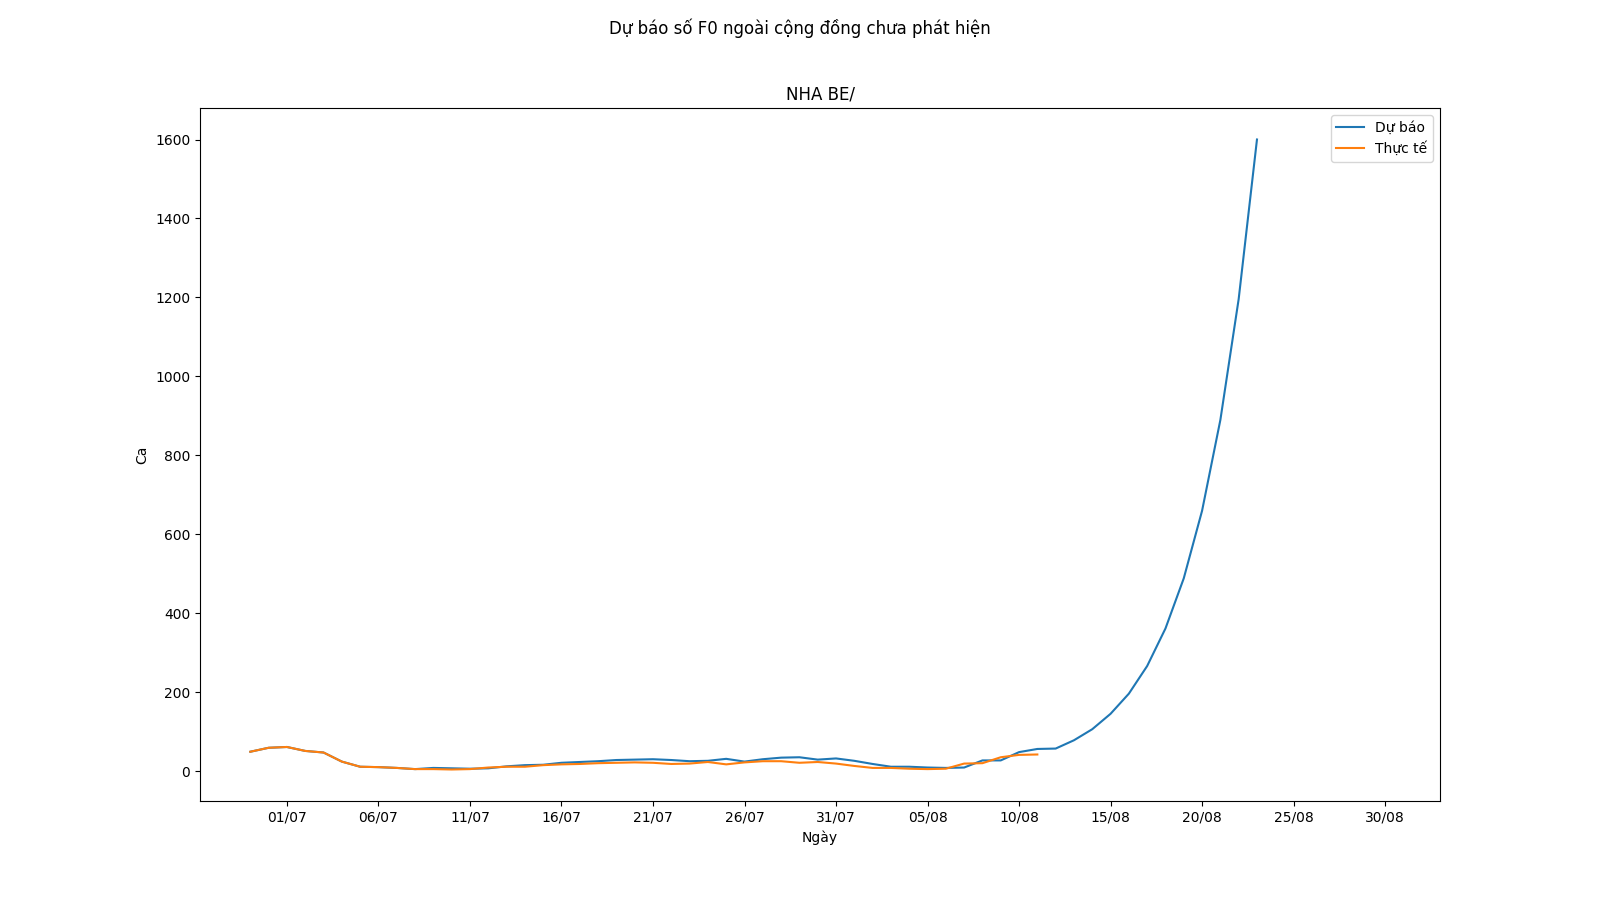 Dự báo số F0 ngoài cộng đồng chưa phát hiện
NHA BE/
Dự báo
Thực tế
1600
1400
1200
1000
800
600
400
200
0
Ca
01/07 06/07 11/07 16/07 21/07 26/07 31/07 05/08 10/08 15/08 20/08 25/08 30/08
Ngày